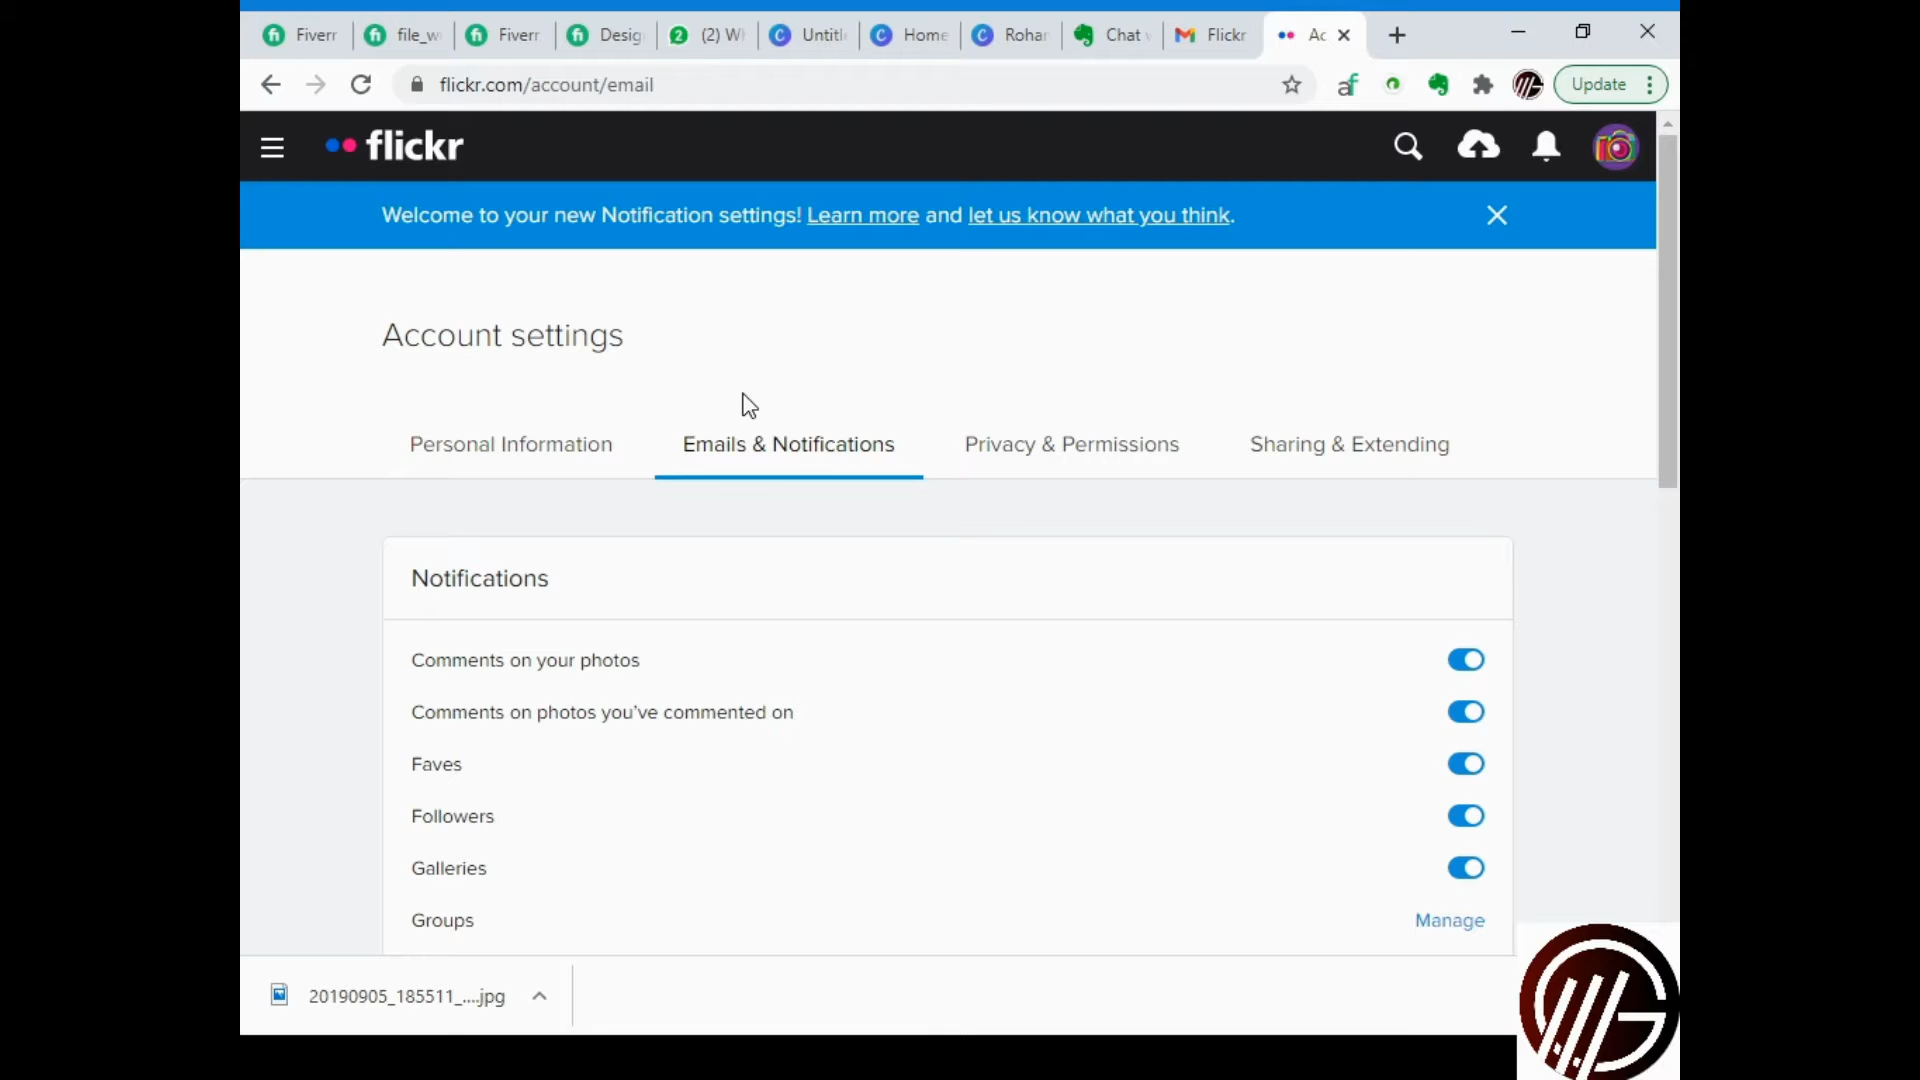 Fiverr
file_w
Fiverr
Desig
2
(2) W
Untitl
Home
Rohan
Chat
Flickr
Ac
flickr.com/account/email
Update
flickr
Welcome to your new Notification settings! Learn more and let us know what you think.
Account settings
Personal Information
Emails & Notifications
Privacy & Permissions
Sharing & Extending
Notifications
Comments on your photos
Comments on photos you've commented on
Faves
Followers
Galleries
Groups
Manage
20190905_185511_....jpg